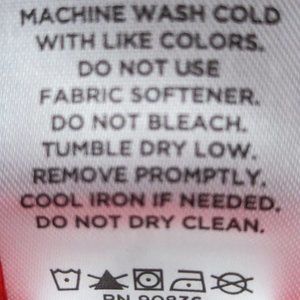 MACHINE WASH COLD
WITH LIKE COLORS.
DO NOT USE
FABRIC SOFTENER.
DO NOT BLEACH.
TUMBLE DRY LOW.
REMOVE PROMPTLY.
COOL IRON IF NEEDED.
DO NOT DRY CLEAN.